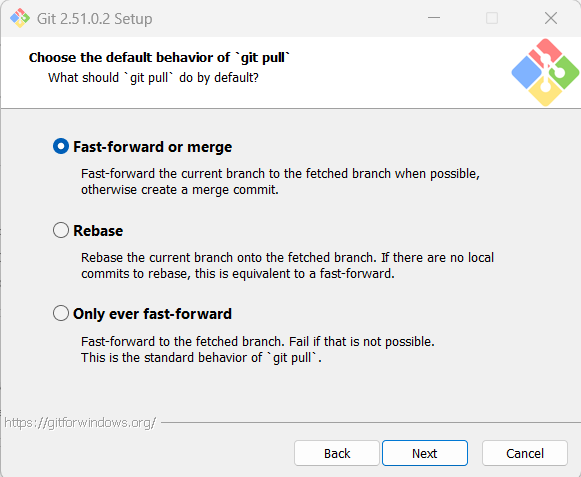 Git 2.51.0.2 Setup
Choose the default behavior of `git pull`
What should `git pull` do by default?
Fast-forward or merge
Fast-forward the current branch to the fetched branch when possible,
otherwise create a merge commit.
Rebase
Rebase the current branch onto the fetched branch. If there are no local
commits to rebase, this is equivalent to a fast-forward.
Only ever fast-forward
Fast-forward to the fetched branch. Fail if that is not possible.
This is the standard behavior of `git pull`.
https://gitforwindows.org/
Back Next Cancel